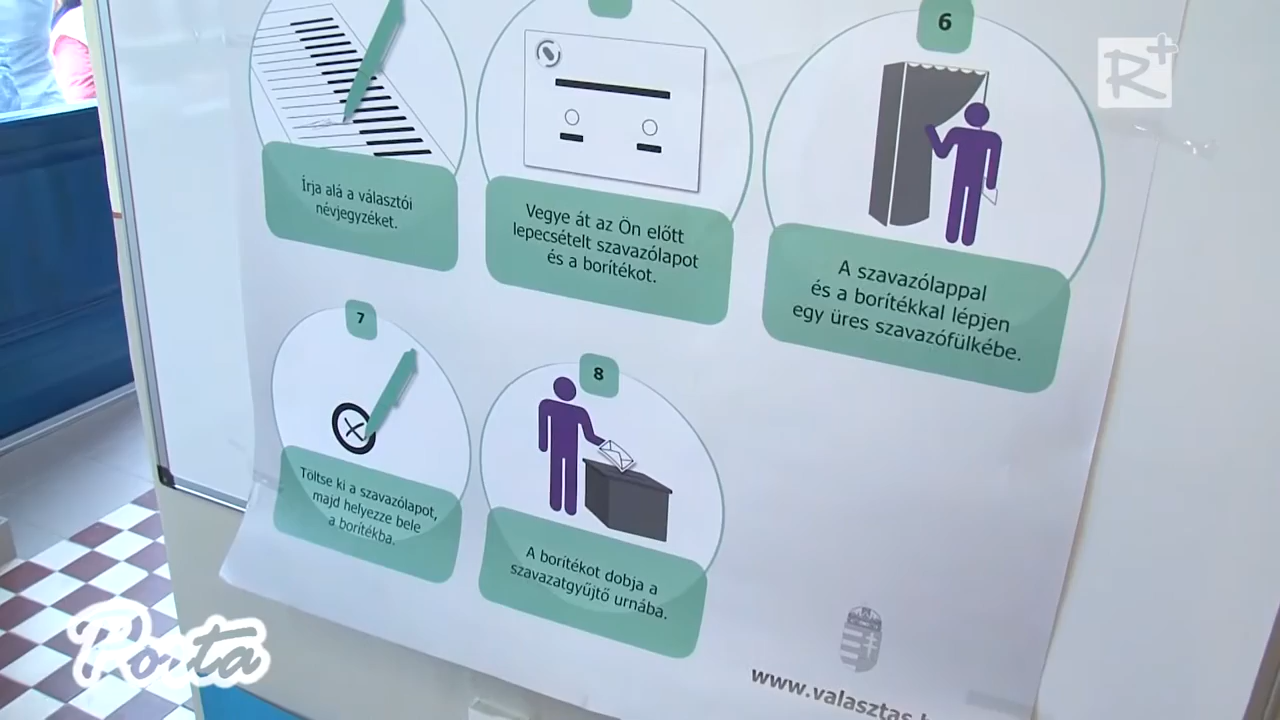 6
R+
Írja alá a választói
névjegyzéket.
Vegye át az Ön előtt
lepecsételt szavazólapot
és a borítékot.
A szavazólappal
és a borítékkal lépjen
egy üres szavazófülkébe.
7
8
Töltse ki a szavazólapot,
majd helyezze bele
a borítékba.
A borítékot dobja a
szavazatgyűjtő urnába.
Porta
www.valasztas.h